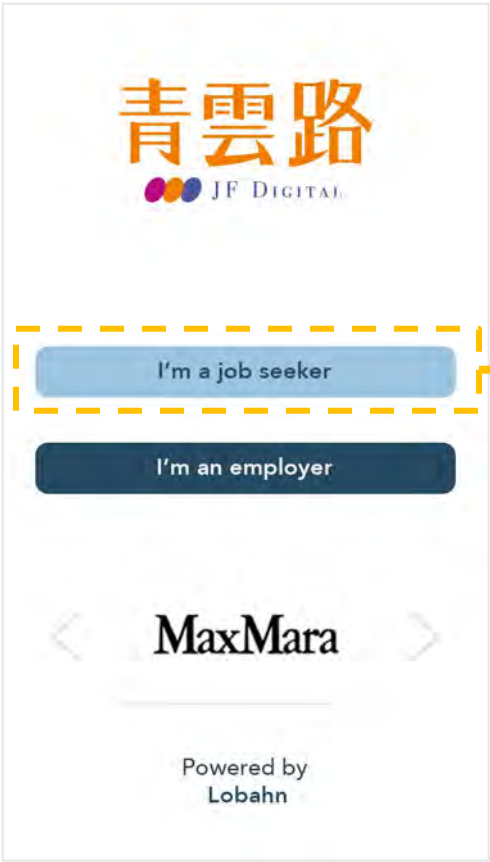 青雲路
JF DIGITAL
I'm a job seeker
I'm an employer
MaxMara
Powered by
Lobahn